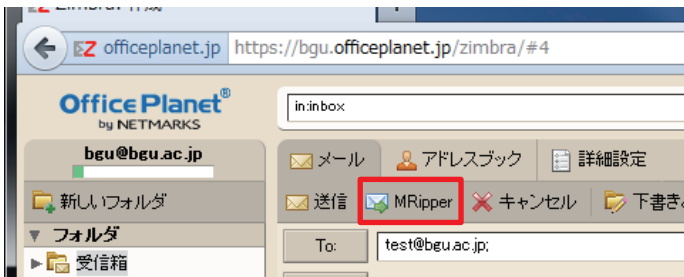 officeplanet.jp https://bgu.officeplanet.jp/zimbra/#4
Office Planet®
by NETMARKS
in:inbox
bgu@bgu.ac.jp
メール アドレスブック 詳細設定
新しいフォルダ
送信 MRipper キャンセル 下書き
フォルダ
受信箱
To: test@bgu.ac.jp;